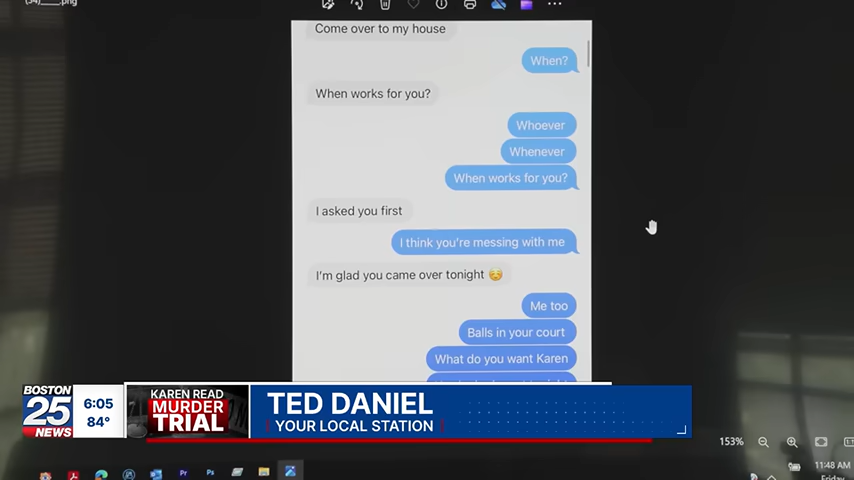 Come over to my house
When?
When works for you?
Whoever
Whenever
When works for you?
I asked you first
I think you're messing with me
I'm glad you came over tonight ☺️
Me too
Balls in your court
What do you want Karen
BOSTON
25
NEWS
6:05
84°
KAREN READ
MURDER
TRIAL
TED DANIEL
YOUR LOCAL STATION
153%
11:48 AM
Friday